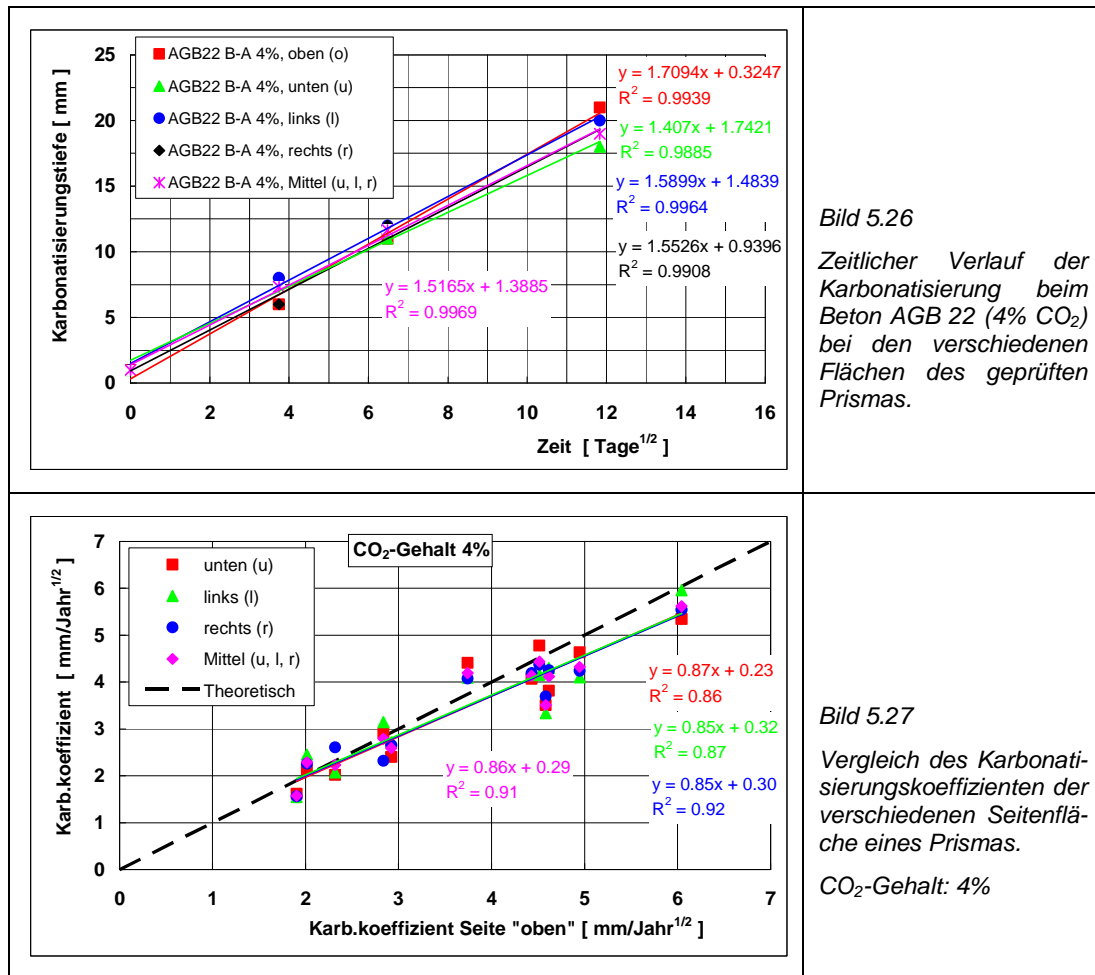 AGB22 B-A 4%, oben (o)
AGB22 B-A 4%, unten (u)
AGB22 B-A 4%, links (l)
AGB22 B-A 4%, rechts (r)
AGB22 B-A 4%, Mittel (u, l, r)
y = 1.7094x + 0.3247
R² = 0.9939
y = 1.407x + 1.7421
R² = 0.9885
y = 1.5899x + 1.4839
R² = 0.9964
y = 1.5526x + 0.9396
R² = 0.9908
y = 1.5165x + 1.3885
R² = 0.9969
Karbonatisierungstiefe [ mm ]
25
20
15
10
5
0
0 2 4 6 8 10 12 14 16
Zeit [ Tage^1/2 ]
Bild 5.26
Zeitlicher Verlauf der
Karbonatisierung beim
Beton AGB 22 (4% CO₂)
bei den verschiedenen
Flächen des geprüften
Prismas.
CO₂-Gehalt 4%
unten (u)
links (l)
rechts (r)
Mittel (u, l, r)
Theoretisch
y = 0.87x + 0.23
R² = 0.86
y = 0.85x + 0.32
R² = 0.87
y = 0.86x + 0.29
R² = 0.91
y = 0.85x + 0.30
R² = 0.92
Karb.koeffizient [ mm/Jahr^1/2 ]
7
6
5
4
3
2
1
0
0 1 2 3 4 5 6 7
Karb.koeffizient Seite "oben" [ mm/Jahr^1/2 ]
Bild 5.27
Vergleich des Karbonati-
sierungskoeffizienten der
verschiedenen Seitenflä-
che eines Prismas.
CO₂-Gehalt: 4%